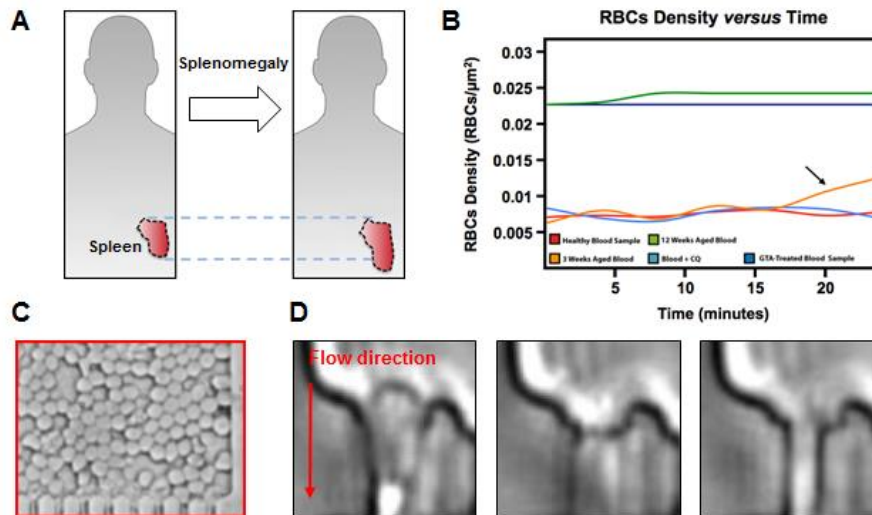 A
Splenomegaly
Spleen
B
RBCs Density versus Time
RBCs Density (RBCs/µm²)
0.03
0.025
0.02
0.015
0.01
0.005
Healthy Blood Sample
12 Weeks Aged Blood
3 Weeks Aged Blood
Blood + CQ
GTA-Treated Blood Sample
5
10
15
20
Time (minutes)
C
D
Flow direction